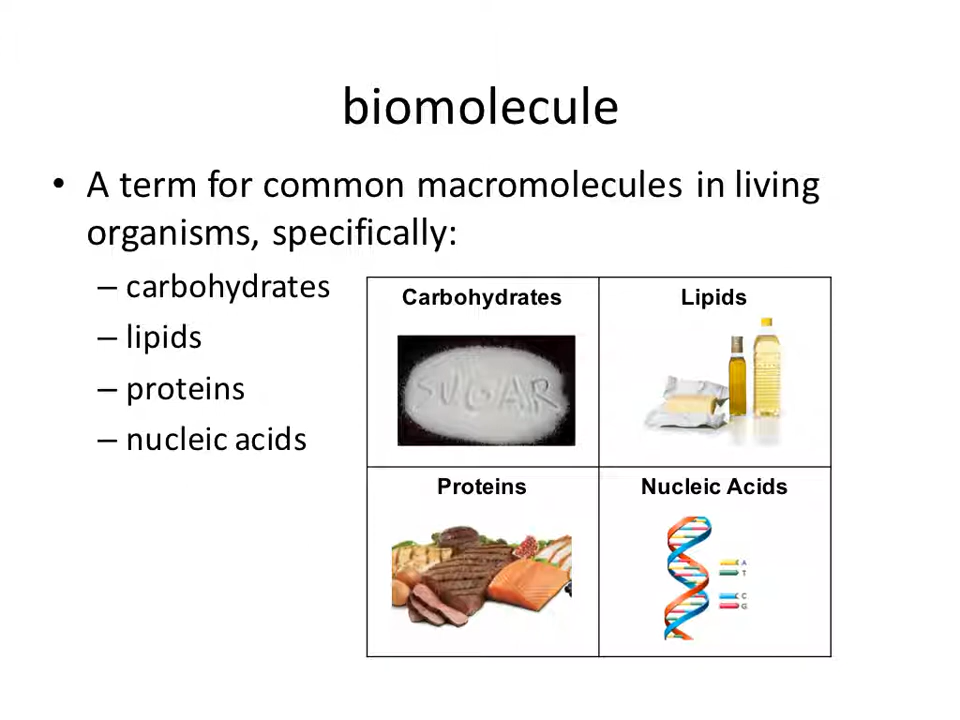 biomolecule
• A term for common macromolecules in living
organisms, specifically:
– carbohydrates
– lipids
– proteins
– nucleic acids
Carbohydrates
Lipids
SUGAR
Proteins
Nucleic Acids
A
T
C
G